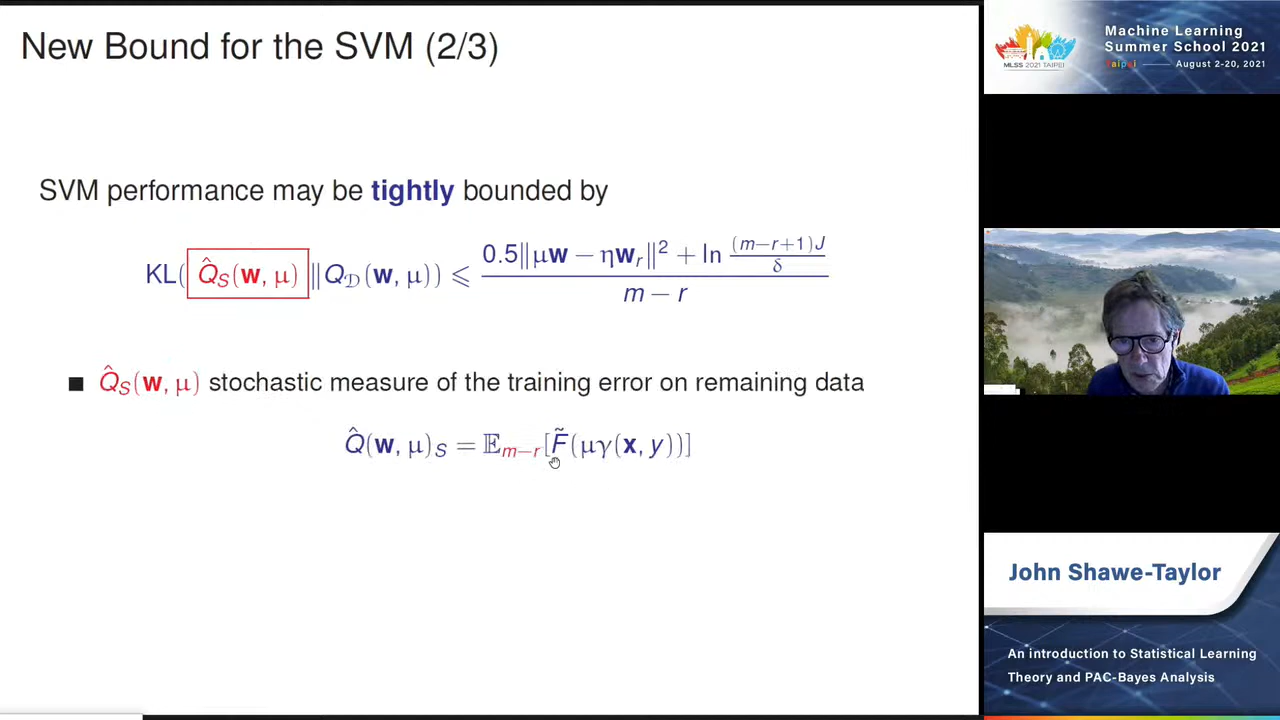 New Bound for the SVM (2/3)
SVM performance may be tightly bounded by
KL(Q̂_S(w, μ)‖Q_𝒟(w, μ)) ⩽ (0.5‖μw − ηw_r‖² + ln ((m−r+1)J / δ)) / (m − r)
■ Q̂_S(w, μ) stochastic measure of the training error on remaining data
Q̂(w, μ)_S = 𝔼_{m−r}[F̃(μγ(x, y))]
MLSS 2021 TAIPEI
Machine Learning
Summer School 2021
Taipei August 2-20, 2021
John Shawe-Taylor
An introduction to Statistical Learning
Theory and PAC-Bayes Analysis